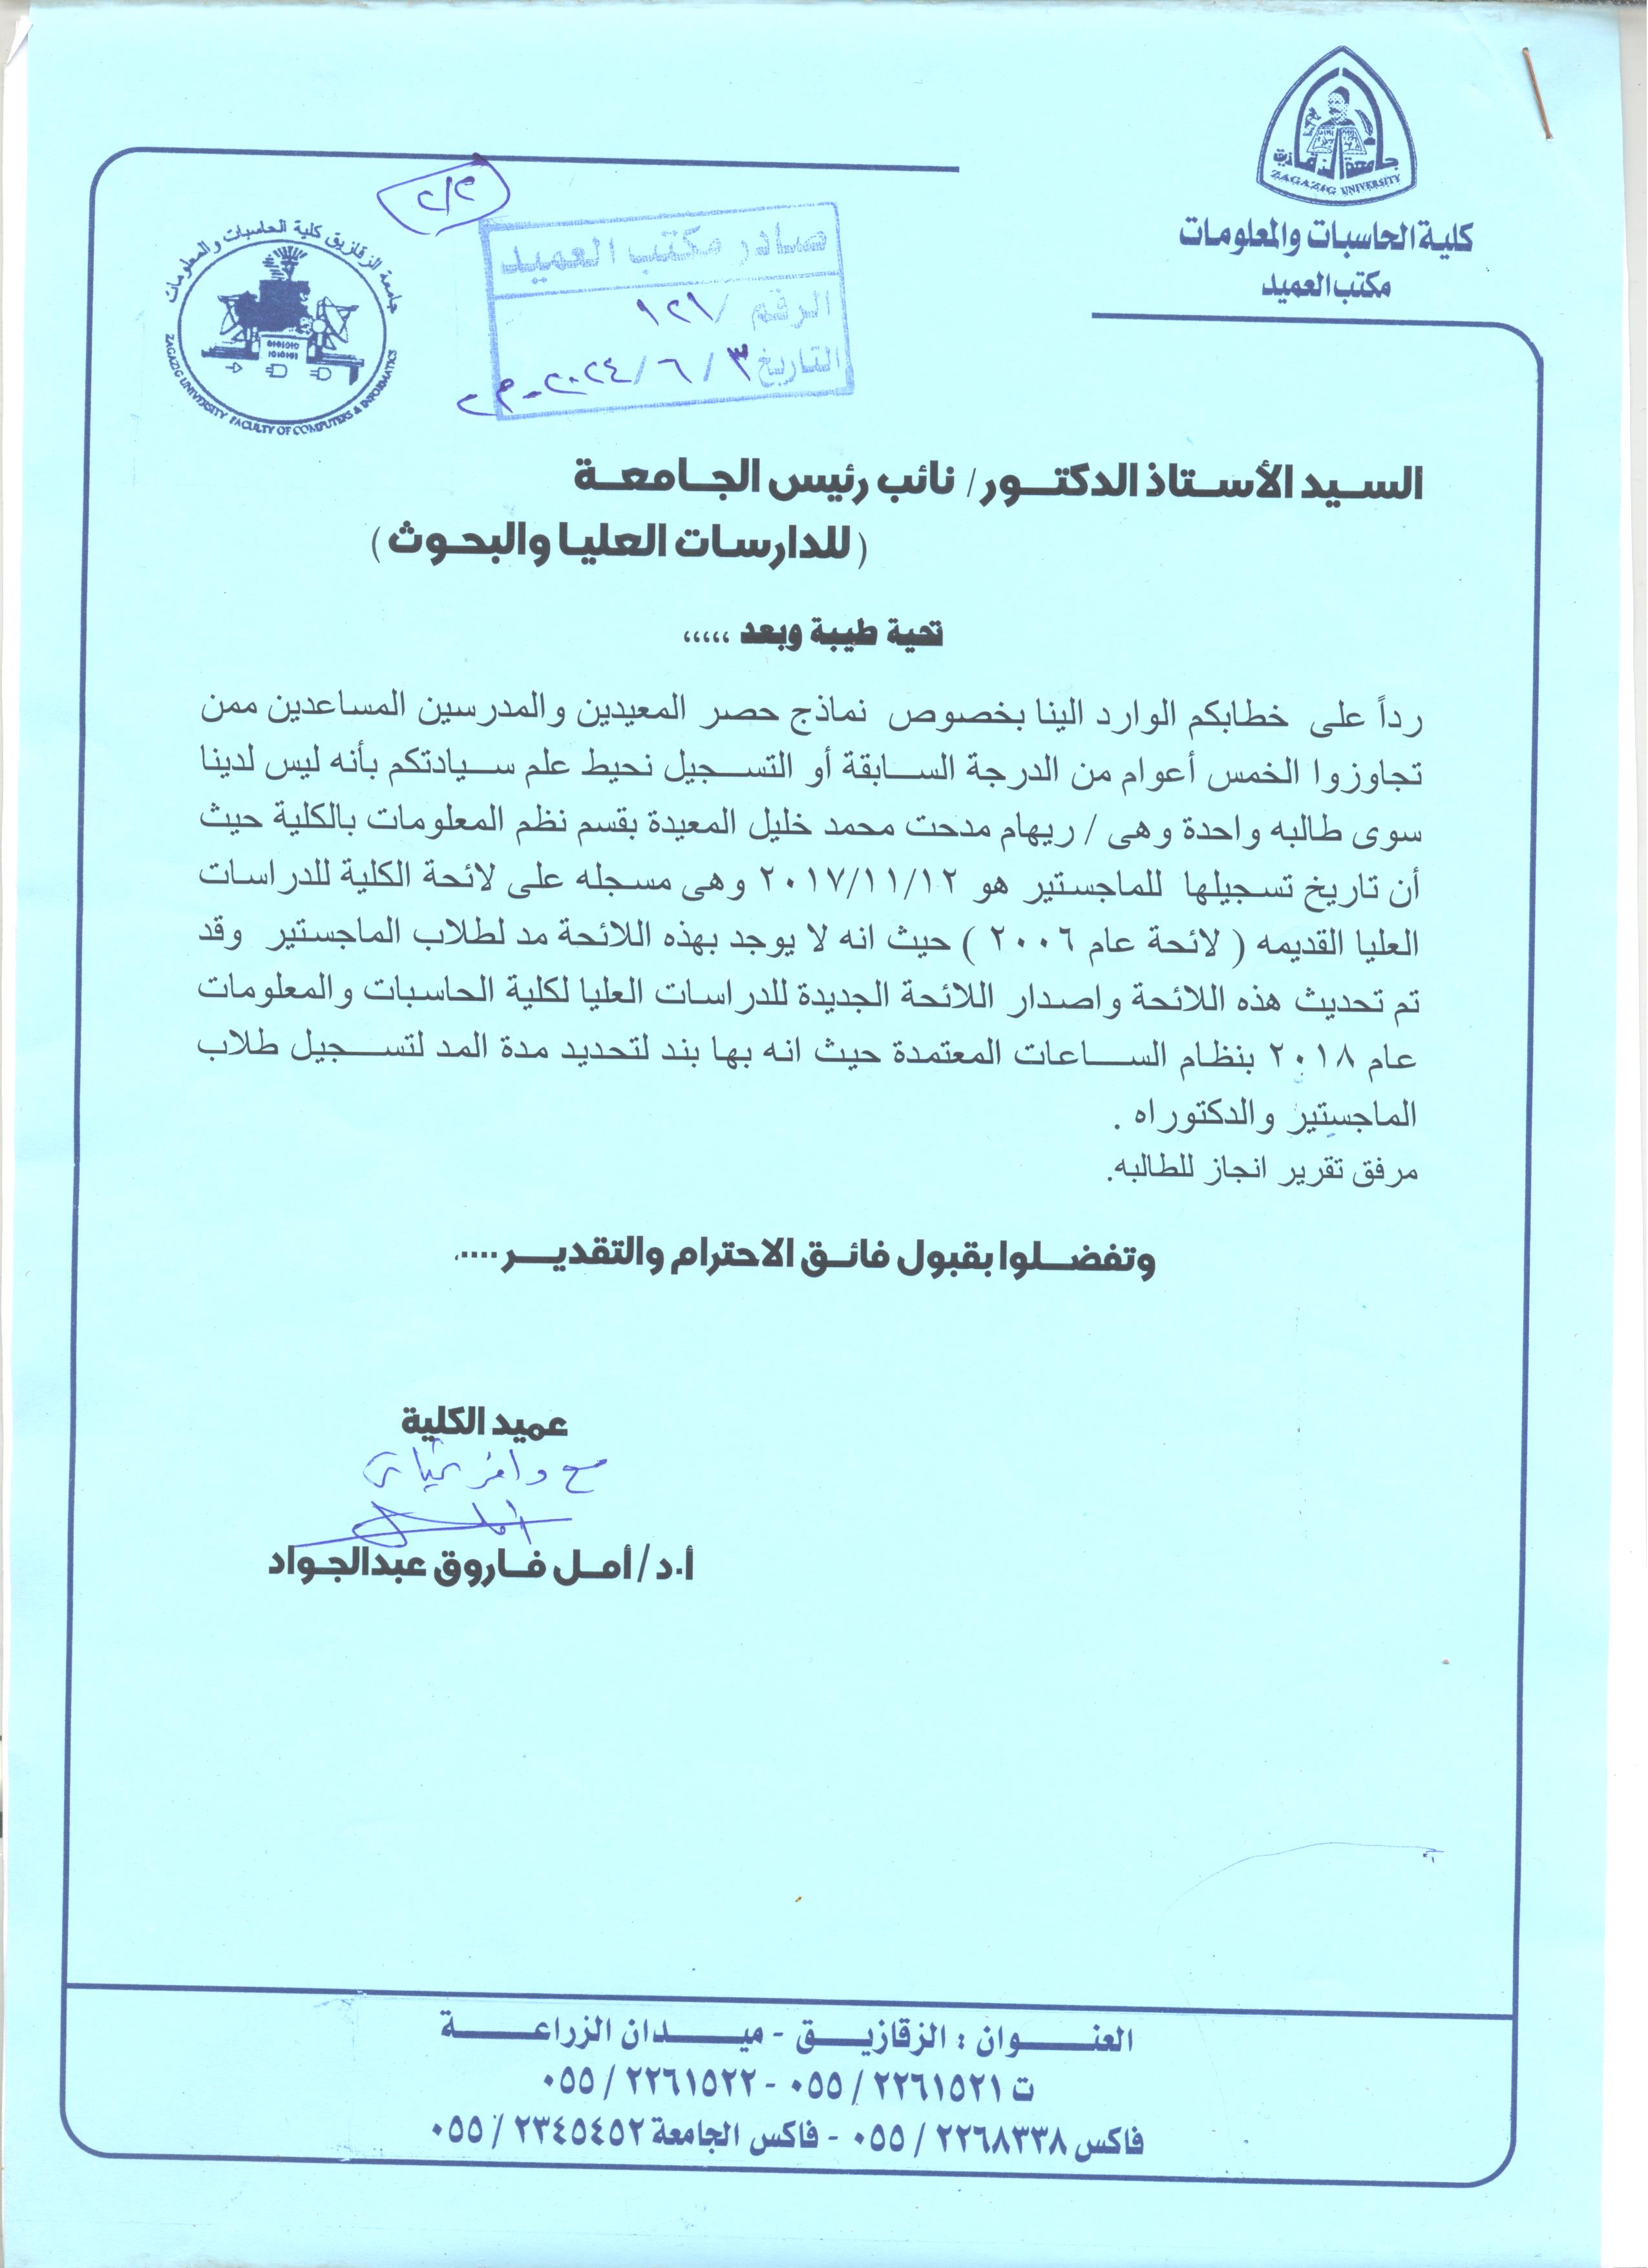 جامعة الزقازيق
ZAGAZIG UNIVERSITY
كلية الحاسبات والمعلومات
مكتب العميد
جامعة الزقازيق كلية الحاسبات والمعلومات
ZAGAZIG UNIVERSITY FACULTY OF COMPUTERS & INFORMATICS
صادر مكتب العميد
الرقم / ٩٢١
التاريخ ٣ / ٦ / ٢٠٢٤
السيد الأستاذ الدكتور/ نائب رئيس الجامعة
(للدارسات العليا والبحوث)
تحية طيبة وبعد ،،،،،
رداً على خطابكم الوارد الينا بخصوص نماذج حصر المعيدين والمدرسين المساعدين ممن
تجاوزوا الخمس أعوام من الدرجة السابقة أو التسجيل نحيط علم سيادتكم بأنه ليس لدينا
سوى طالبه واحدة وهى / ريهام مدحت محمد خليل المعيدة بقسم نظم المعلومات بالكلية حيث
أن تاريخ تسجيلها للماجستير هو ٢٠١٧/١١/١٢ وهى مسجله على لائحة الكلية للدراسات
العليا القديمه ( لائحة عام ٢٠٠٦ ) حيث انه لا يوجد بهذه اللائحة مد لطلاب الماجستير وقد
تم تحديث هذه اللائحة واصدار اللائحة الجديدة للدراسات العليا لكلية الحاسبات والمعلومات
عام ٢٠١٨ بنظام الساعات المعتمدة حيث انه بها بند لتحديد مدة المد لتسجيل طلاب
الماجستير والدكتوراه .
مرفق تقرير انجاز للطالبه.
وتفضلوا بقبول فائق الاحترام والتقدير....
عميد الكلية
مع وافر تحياتى
أ.د/ أمل فاروق عبدالجواد
العنوان : الزقازيق - ميدان الزراعة
ت ٢٢٦١٥٢١ / ٠٥٥ - ٢٢٦١٥٢٢ / ٠٥٥
فاكس ٢٢٦٨٣٣٨ / ٠٥٥ - فاكس الجامعة ٢٣٤٥٤٥٢ / ٠٥٥